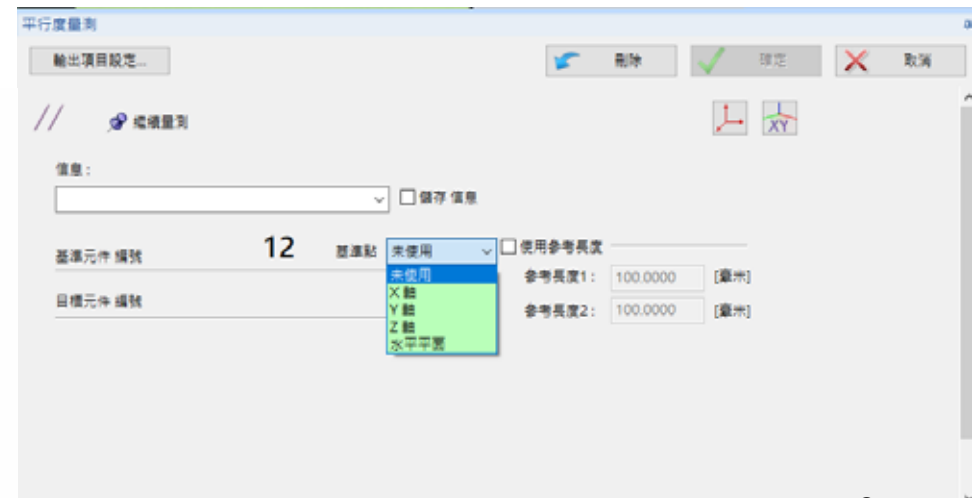 平行度量測
輸出項目設定...
刪除
確定
取消
//
繼續量測
XY
信息 :
儲存 信息
基準元件 編號
12
基準點
未使用
使用參考長度
未使用
X 軸
Y 軸
Z 軸
水平平面
參考長度1 :
100.0000
[毫米]
目標元件 編號
參考長度2 :
100.0000
[毫米]